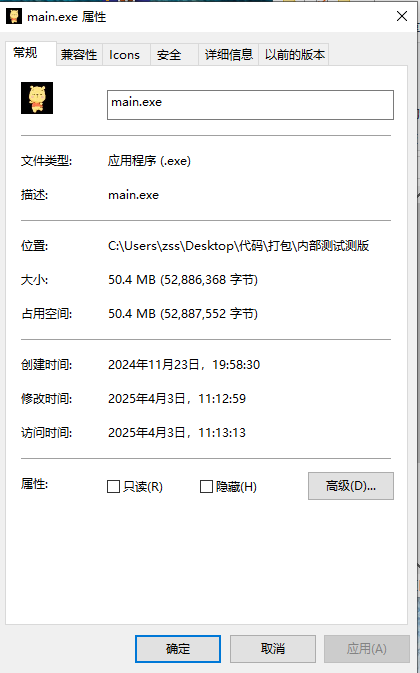 main.exe 属性
常规 兼容性 Icons 安全 详细信息 以前的版本
main.exe
文件类型: 应用程序 (.exe)
描述: main.exe
位置: C:\Users\zss\Desktop\代码\打包\内部测试测版
大小: 50.4 MB (52,886,368 字节)
占用空间: 50.4 MB (52,887,552 字节)
创建时间: 2024年11月23日，19:58:30
修改时间: 2025年4月3日，11:12:59
访问时间: 2025年4月3日，11:13:13
属性: 只读(R) 隐藏(H) 高级(D)...
确定 取消 应用(A)